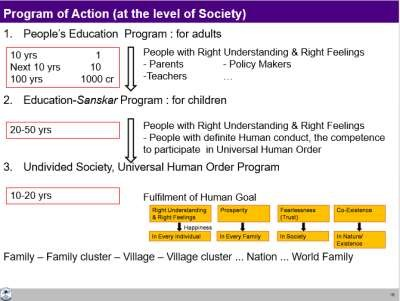 Program of Action (at the level of Society)
1. People's Education Program : for adults
10 yrs 1
Next 10 yrs 10
100 yrs 1000 cr
People with Right Understanding & Right Feelings
- Parents - Policy Makers
-Teachers ...
2. Education-Sanskar Program : for children
20-50 yrs
People with Right Understanding & Right Feelings
- People with definite Human conduct, the competence
to participate in Universal Human Order
3. Undivided Society, Universal Human Order Program
10-20 yrs
Fulfilment of Human Goal
Right Understanding
& Right Feelings
Prosperity
Fearlessness
(Trust)
Co-Existence
Happiness
In Every Individual
In Every Family
In Society
In Nature/
Existence
Family – Family cluster – Village – Village cluster ... Nation ... World Family